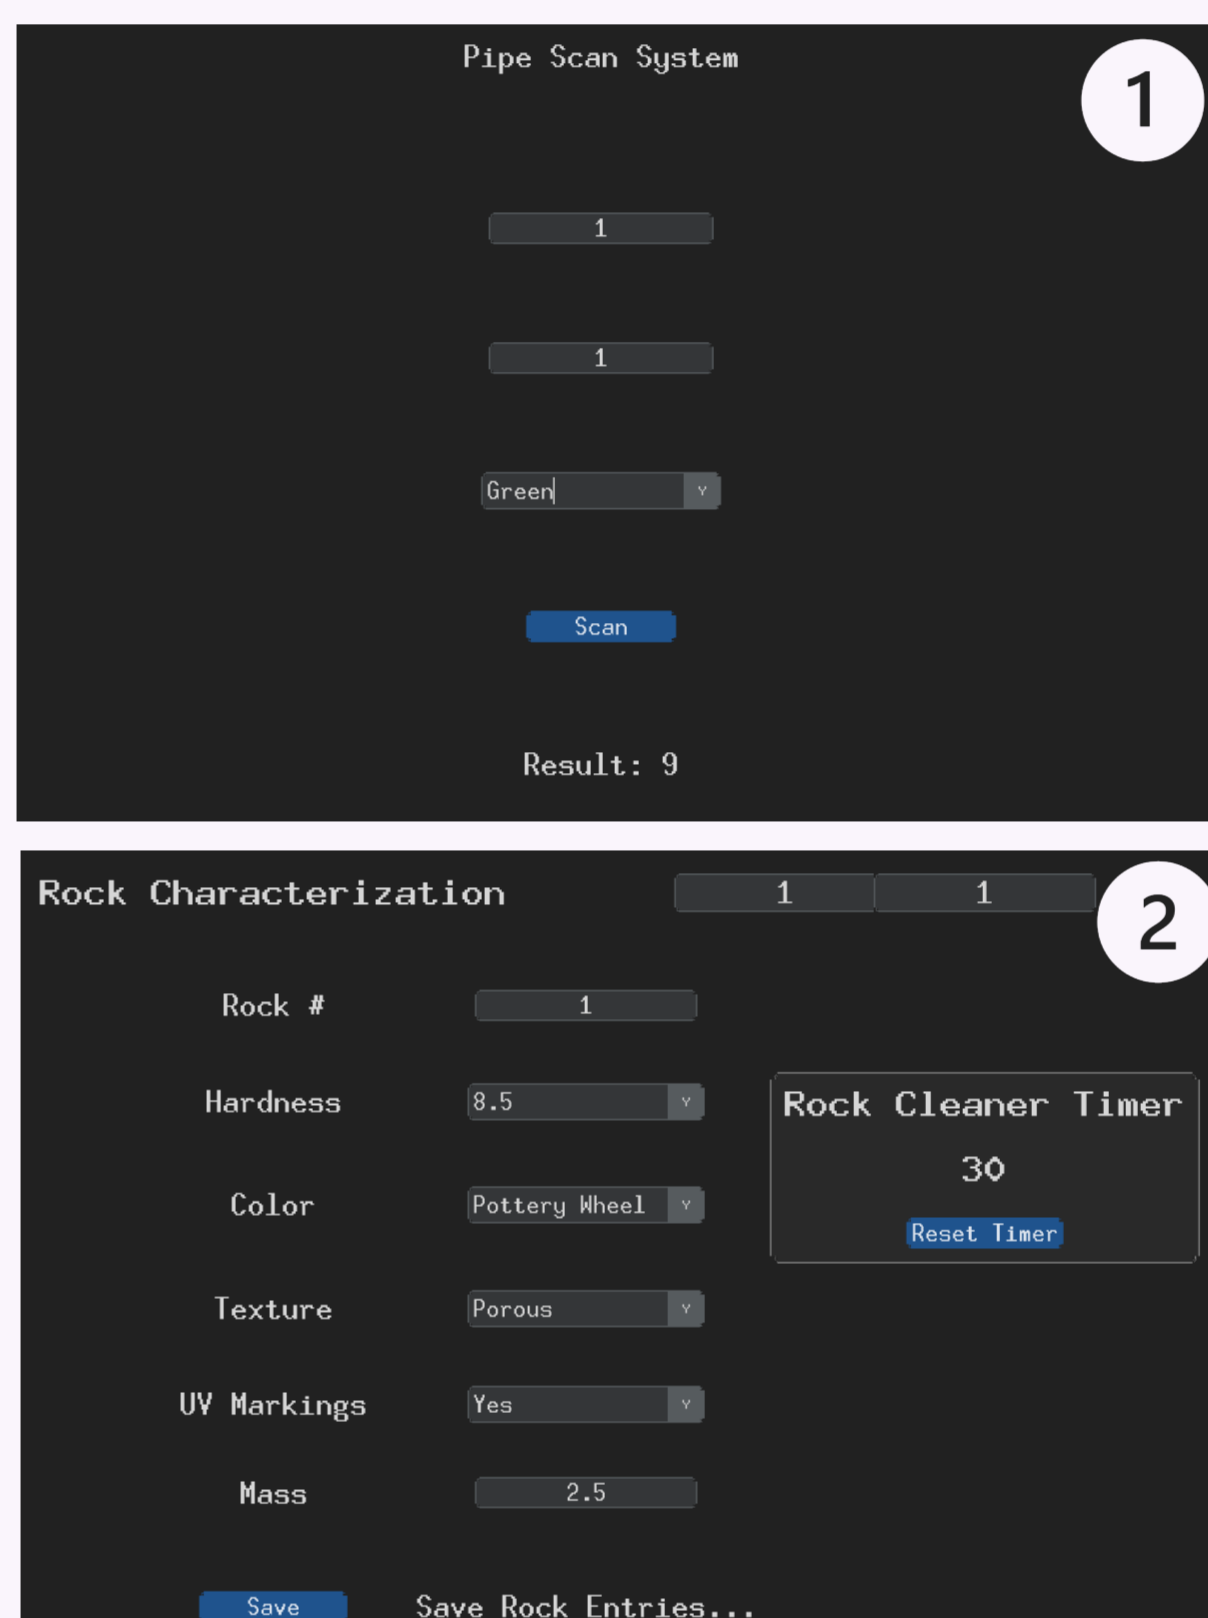 Pipe Scan System
1
1
1
Green
Scan
Result: 9
Rock Characterization 1 1
2
Rock # 1
Hardness 8.5
Rock Cleaner Timer
30
Color Pottery Wheel
Reset Timer
Texture Porous
UV Markings Yes
Mass 2.5
Save Save Rock Entries...